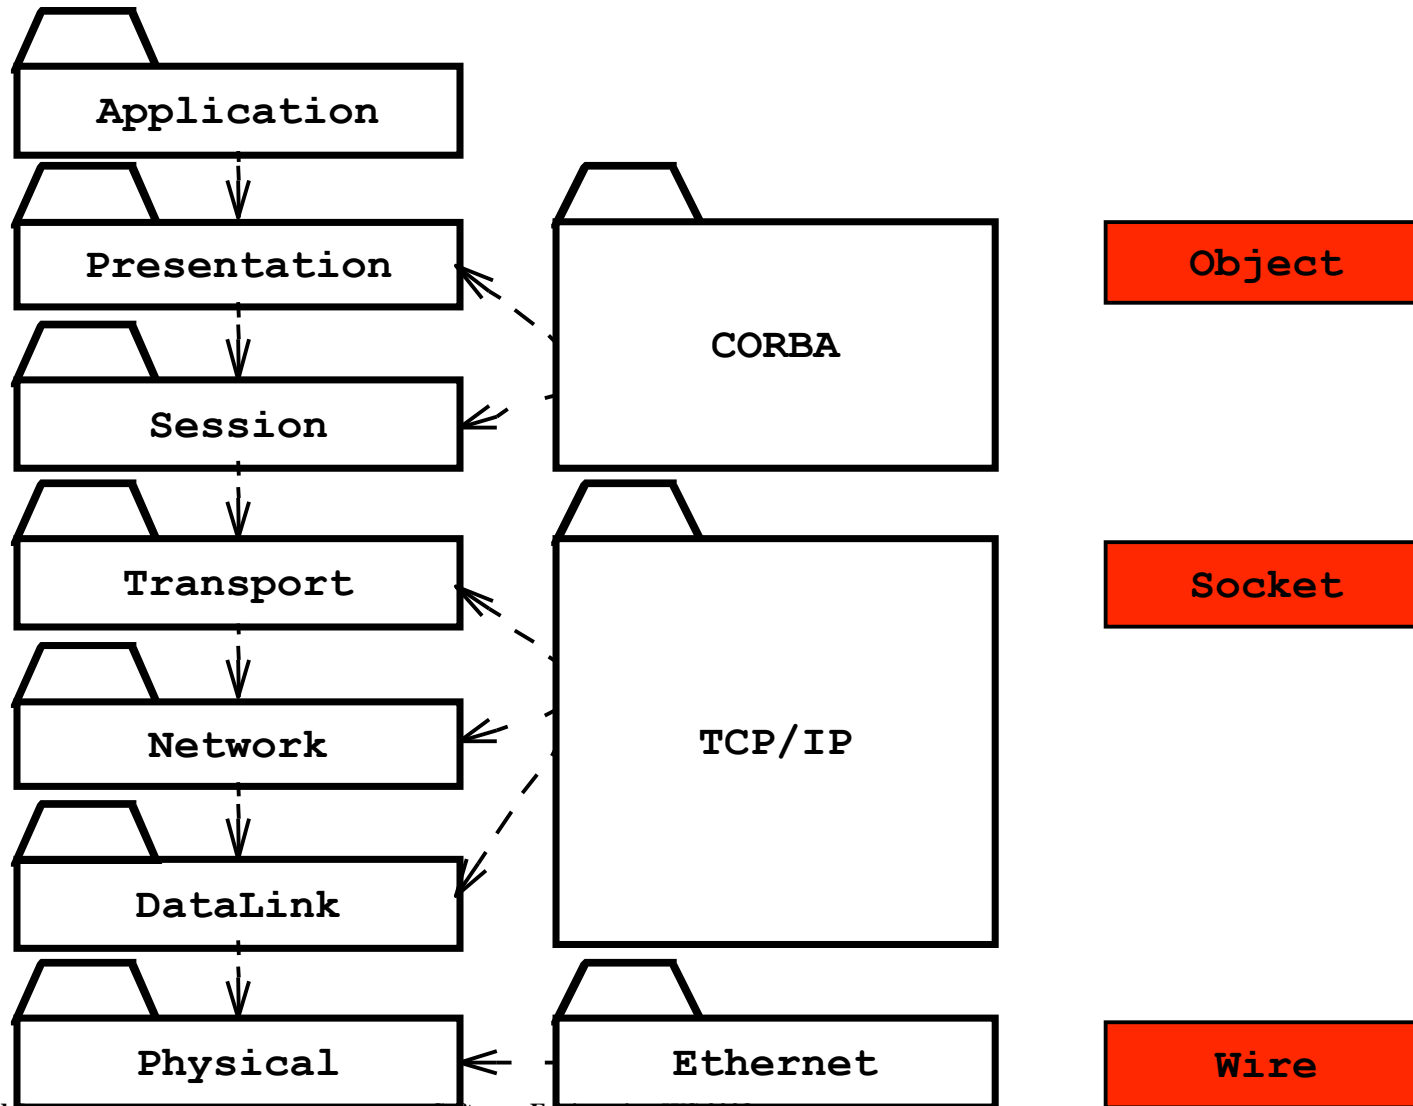 Application
Presentation
Object
CORBA
Session
Transport
Socket
Network
TCP/IP
DataLink
Physical
Ethernet
Wire